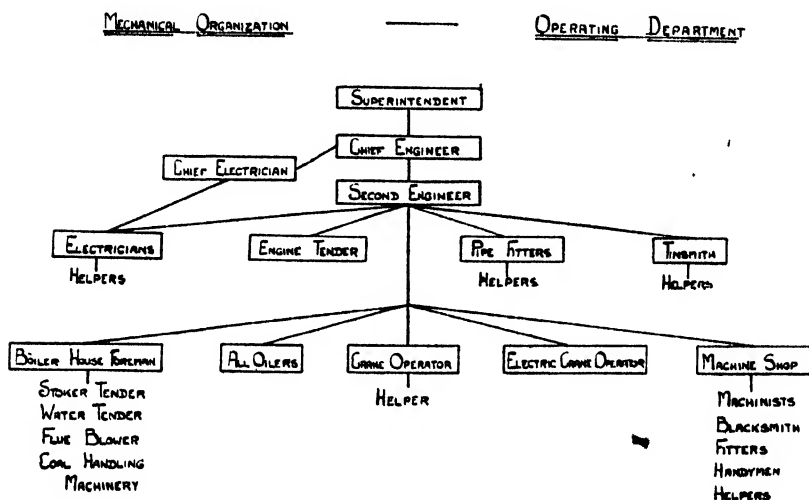 MECHANICAL ORGANIZATION — OPERATING DEPARTMENT
SUPERINTENDENT
CHIEF ENGINEER
CHIEF ELECTRICIAN
SECOND ENGINEER
ELECTRICIANS
HELPERS
ENGINE TENDER
PIPE FITTERS
HELPERS
TINSMITH
HELPERS
BOILER HOUSE FOREMAN
STOKER TENDER
WATER TENDER
FLUE BLOWER
COAL HANDLING
MACHINERY
ALL OILERS
CRANE OPERATOR
HELPER
ELECTRIC CRANE OPERATOR
MACHINE SHOP
MACHINISTS
BLACKSMITH
FITTERS
HANDYMEN
HELPERS